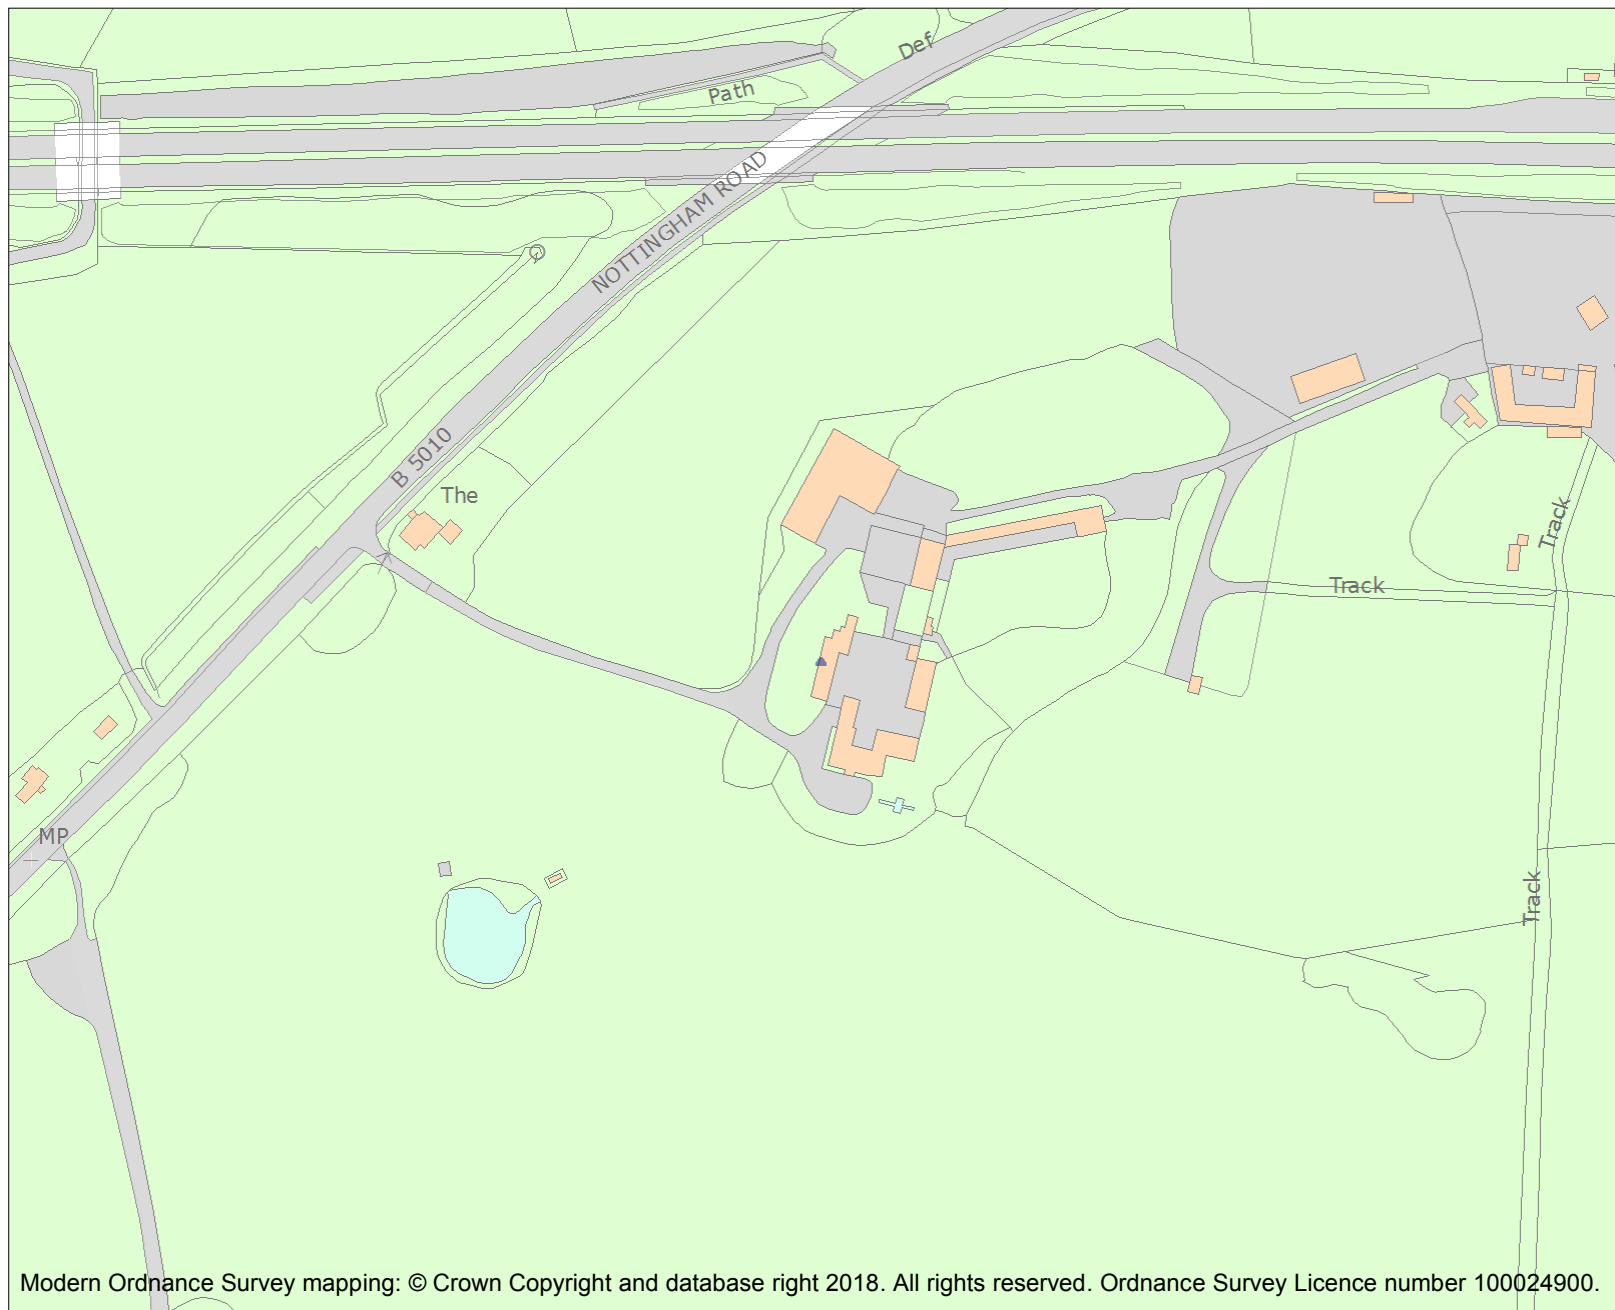 Def
Path
NOTTINGHAM ROAD
B 5010
The
Track
Track
MP
Track
Modern Ordnance Survey mapping: © Crown Copyright and database right 2018. All rights reserved. Ordnance Survey Licence number 100024900.